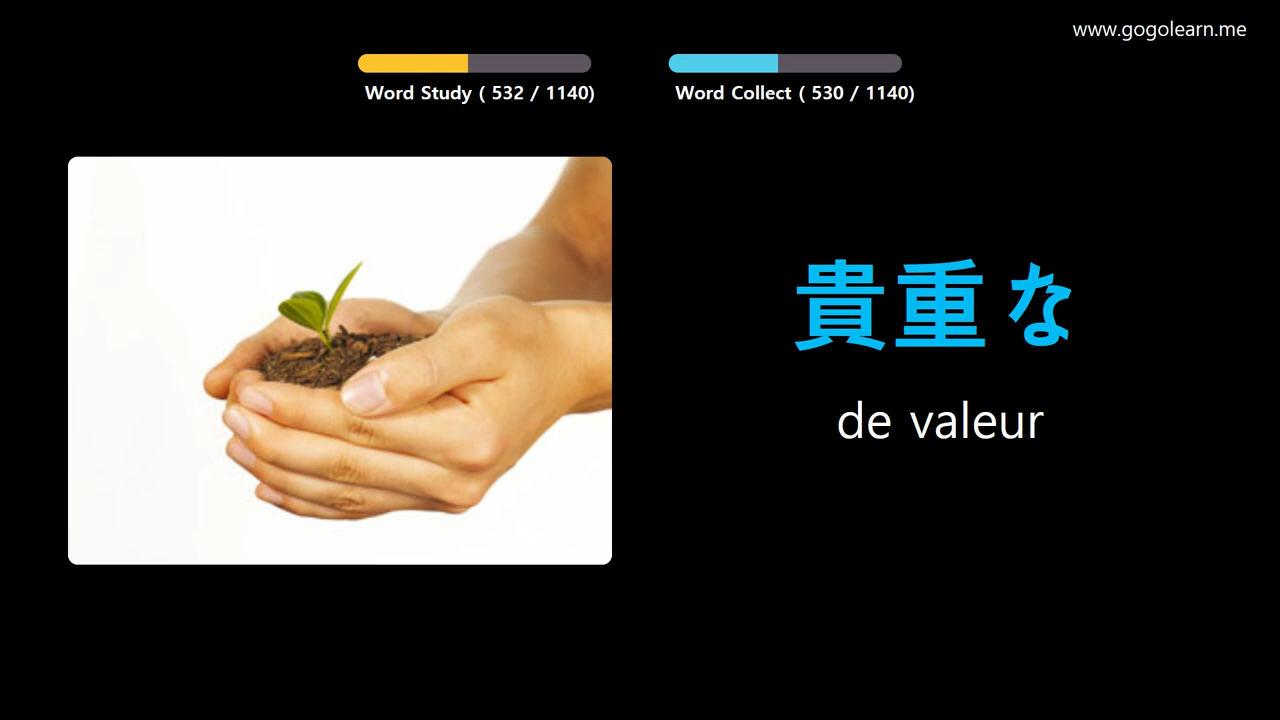 www.gogolearn.me
Word Study ( 532 / 1140)
Word Collect ( 530 / 1140)
貴重な
de valeur